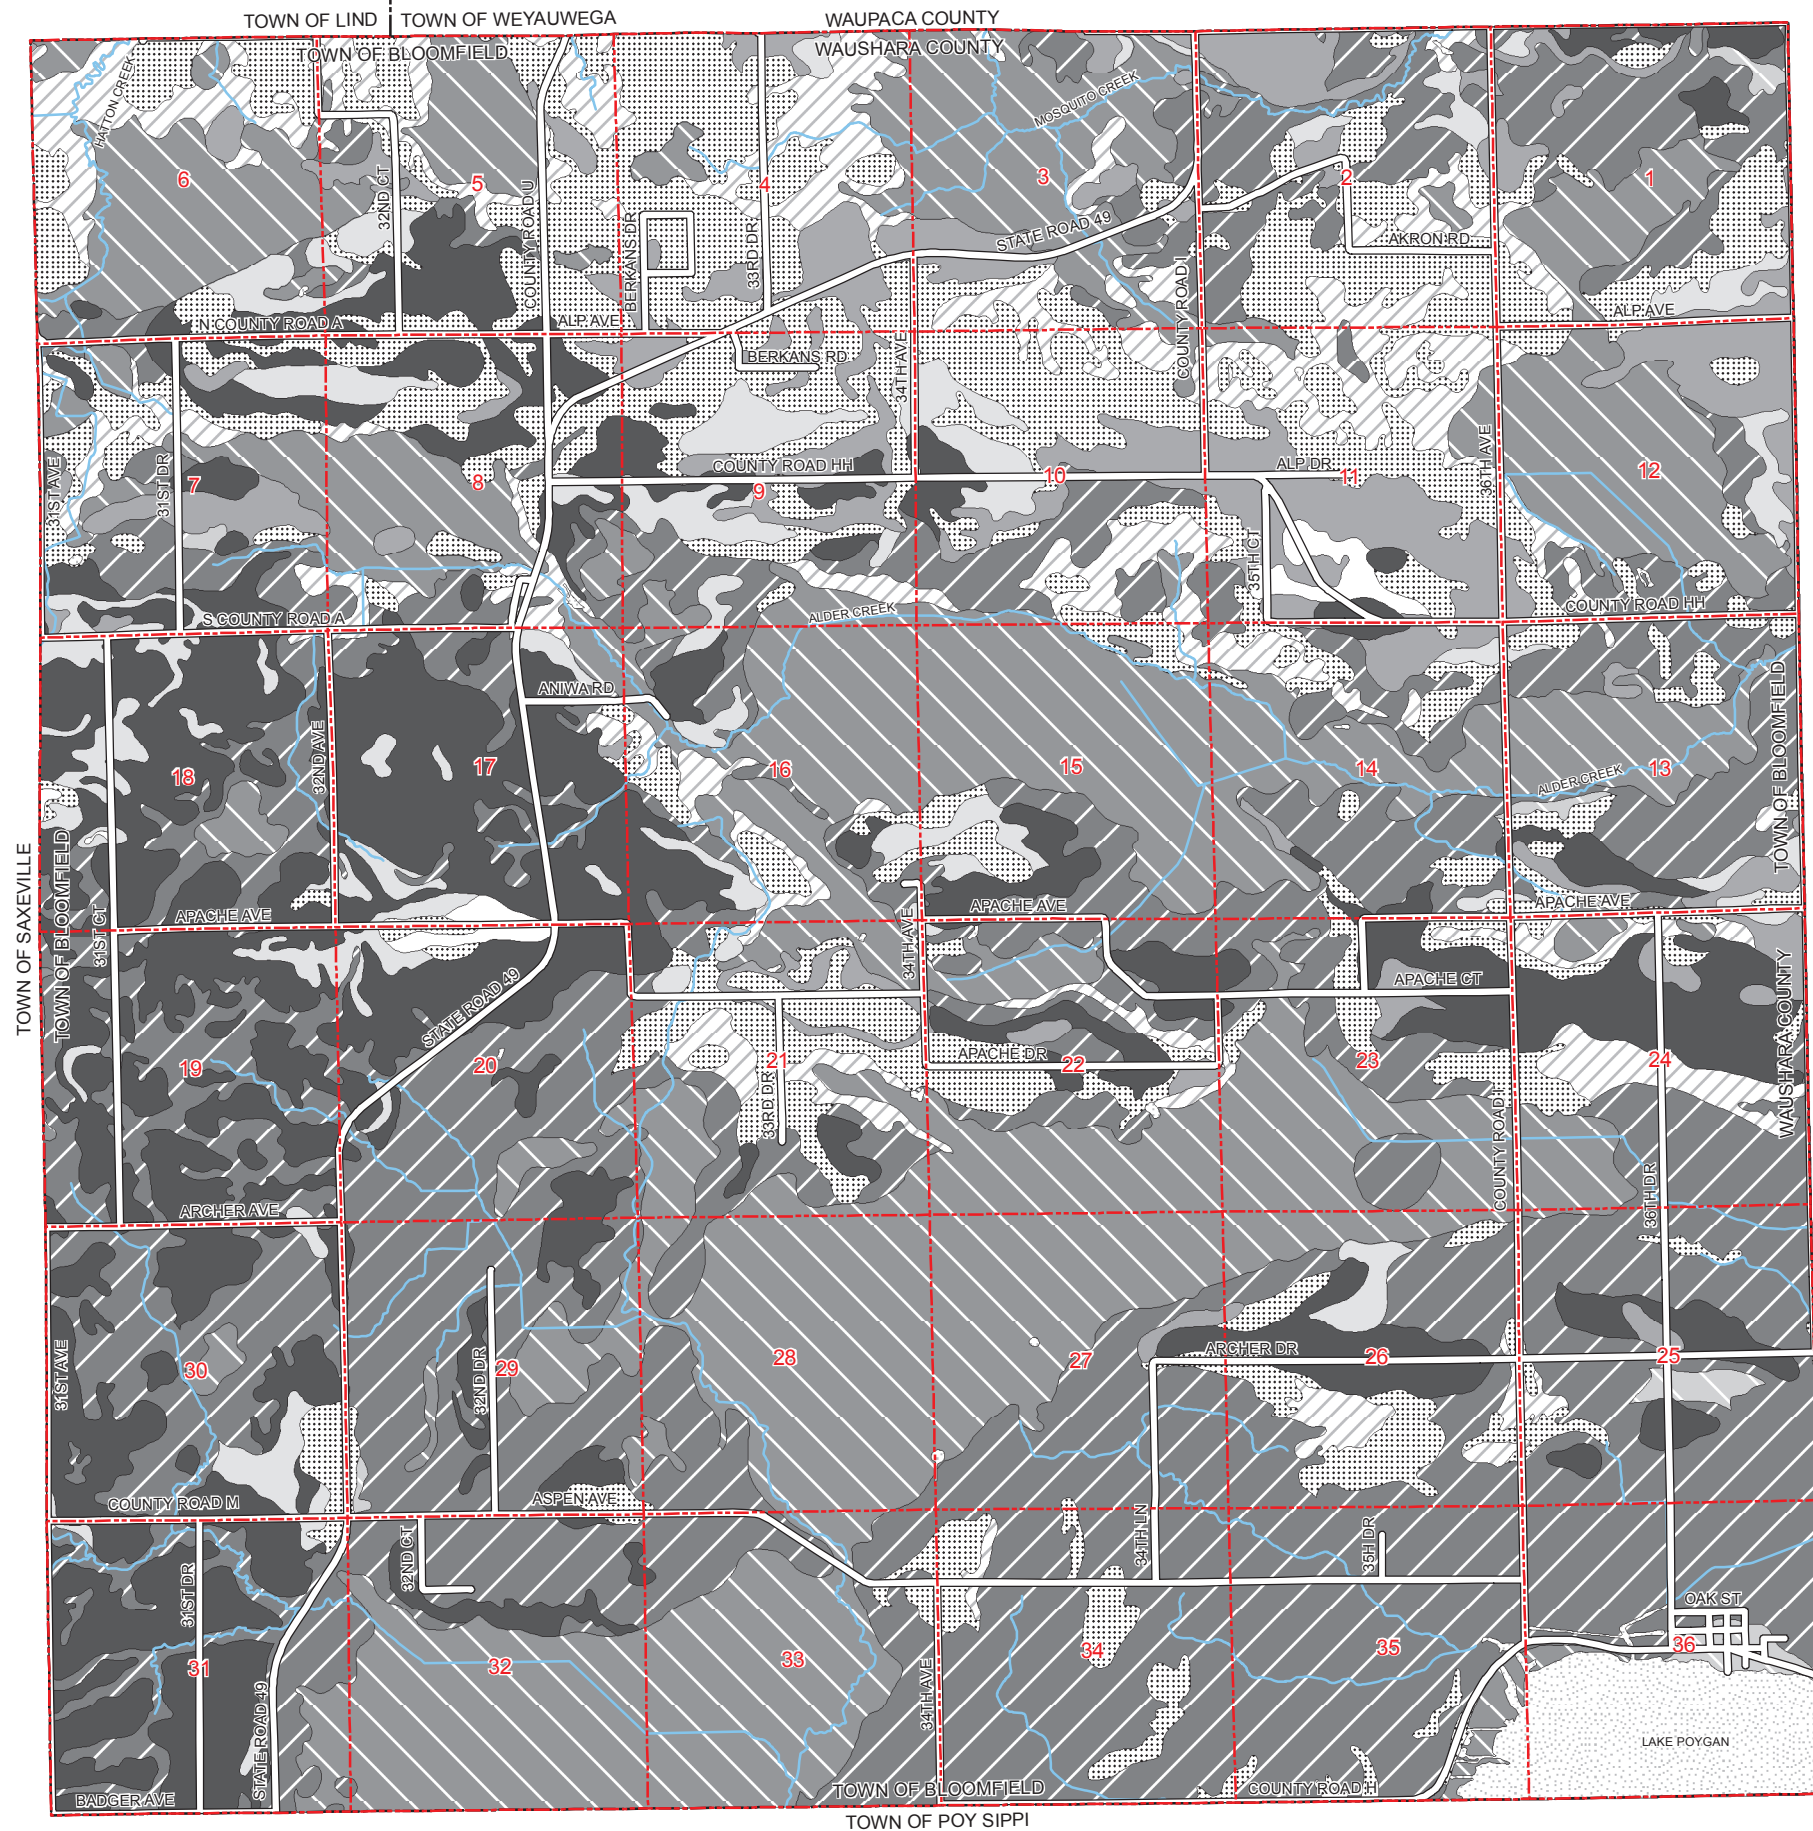 TOWN OF LIND
TOWN OF WEYAUWEGA
WAUPACA COUNTY
TOWN OF BLOOMFIELD
WAUSHARA COUNTY
HATTON CREEK
MOSQUITO CREEK
6
5
4
3
2
1
32ND CT
COUNTY ROAD U
BERKANS DR
33RD DR
STATE ROAD 49
AKRON RD
COUNTY ROAD I
N COUNTY ROAD A
ALP AVE
ALP AVE
BERKANS RD
34TH AVE
31ST AVE
31ST DR
7
8
COUNTY ROAD HH
9
10
ALP DR
11
36TH AVE
12
35TH CT
S COUNTY ROAD A
ALDER CREEK
COUNTY ROAD HH
ANIWA RD
TOWN OF BLOOMFIELD
18
32ND AVE
17
16
15
14
13
ALDER CREEK
TOWN OF SAXEVILLE
TOWN OF BLOOMFIELD
31ST CT
APACHE AVE
34TH AVE
APACHE AVE
APACHE AVE
STATE ROAD 49
APACHE CT
WAUSHARA COUNTY
19
20
21
33RD DR
APACHE DR
22
23
24
COUNTY ROAD I
36TH DR
ARCHER AVE
31ST AVE
30
32ND DR
29
28
27
ARCHER DR
26
25
COUNTY ROAD M
ASPEN AVE
32ND CT
34TH LN
35H DR
31ST DR
OAK ST
31
STATE ROAD 49
32
33
34TH AVE
34
35
36
LAKE POYGAN
BADGER AVE
TOWN OF BLOOMFIELD
COUNTY ROAD H
TOWN OF POY SIPPI